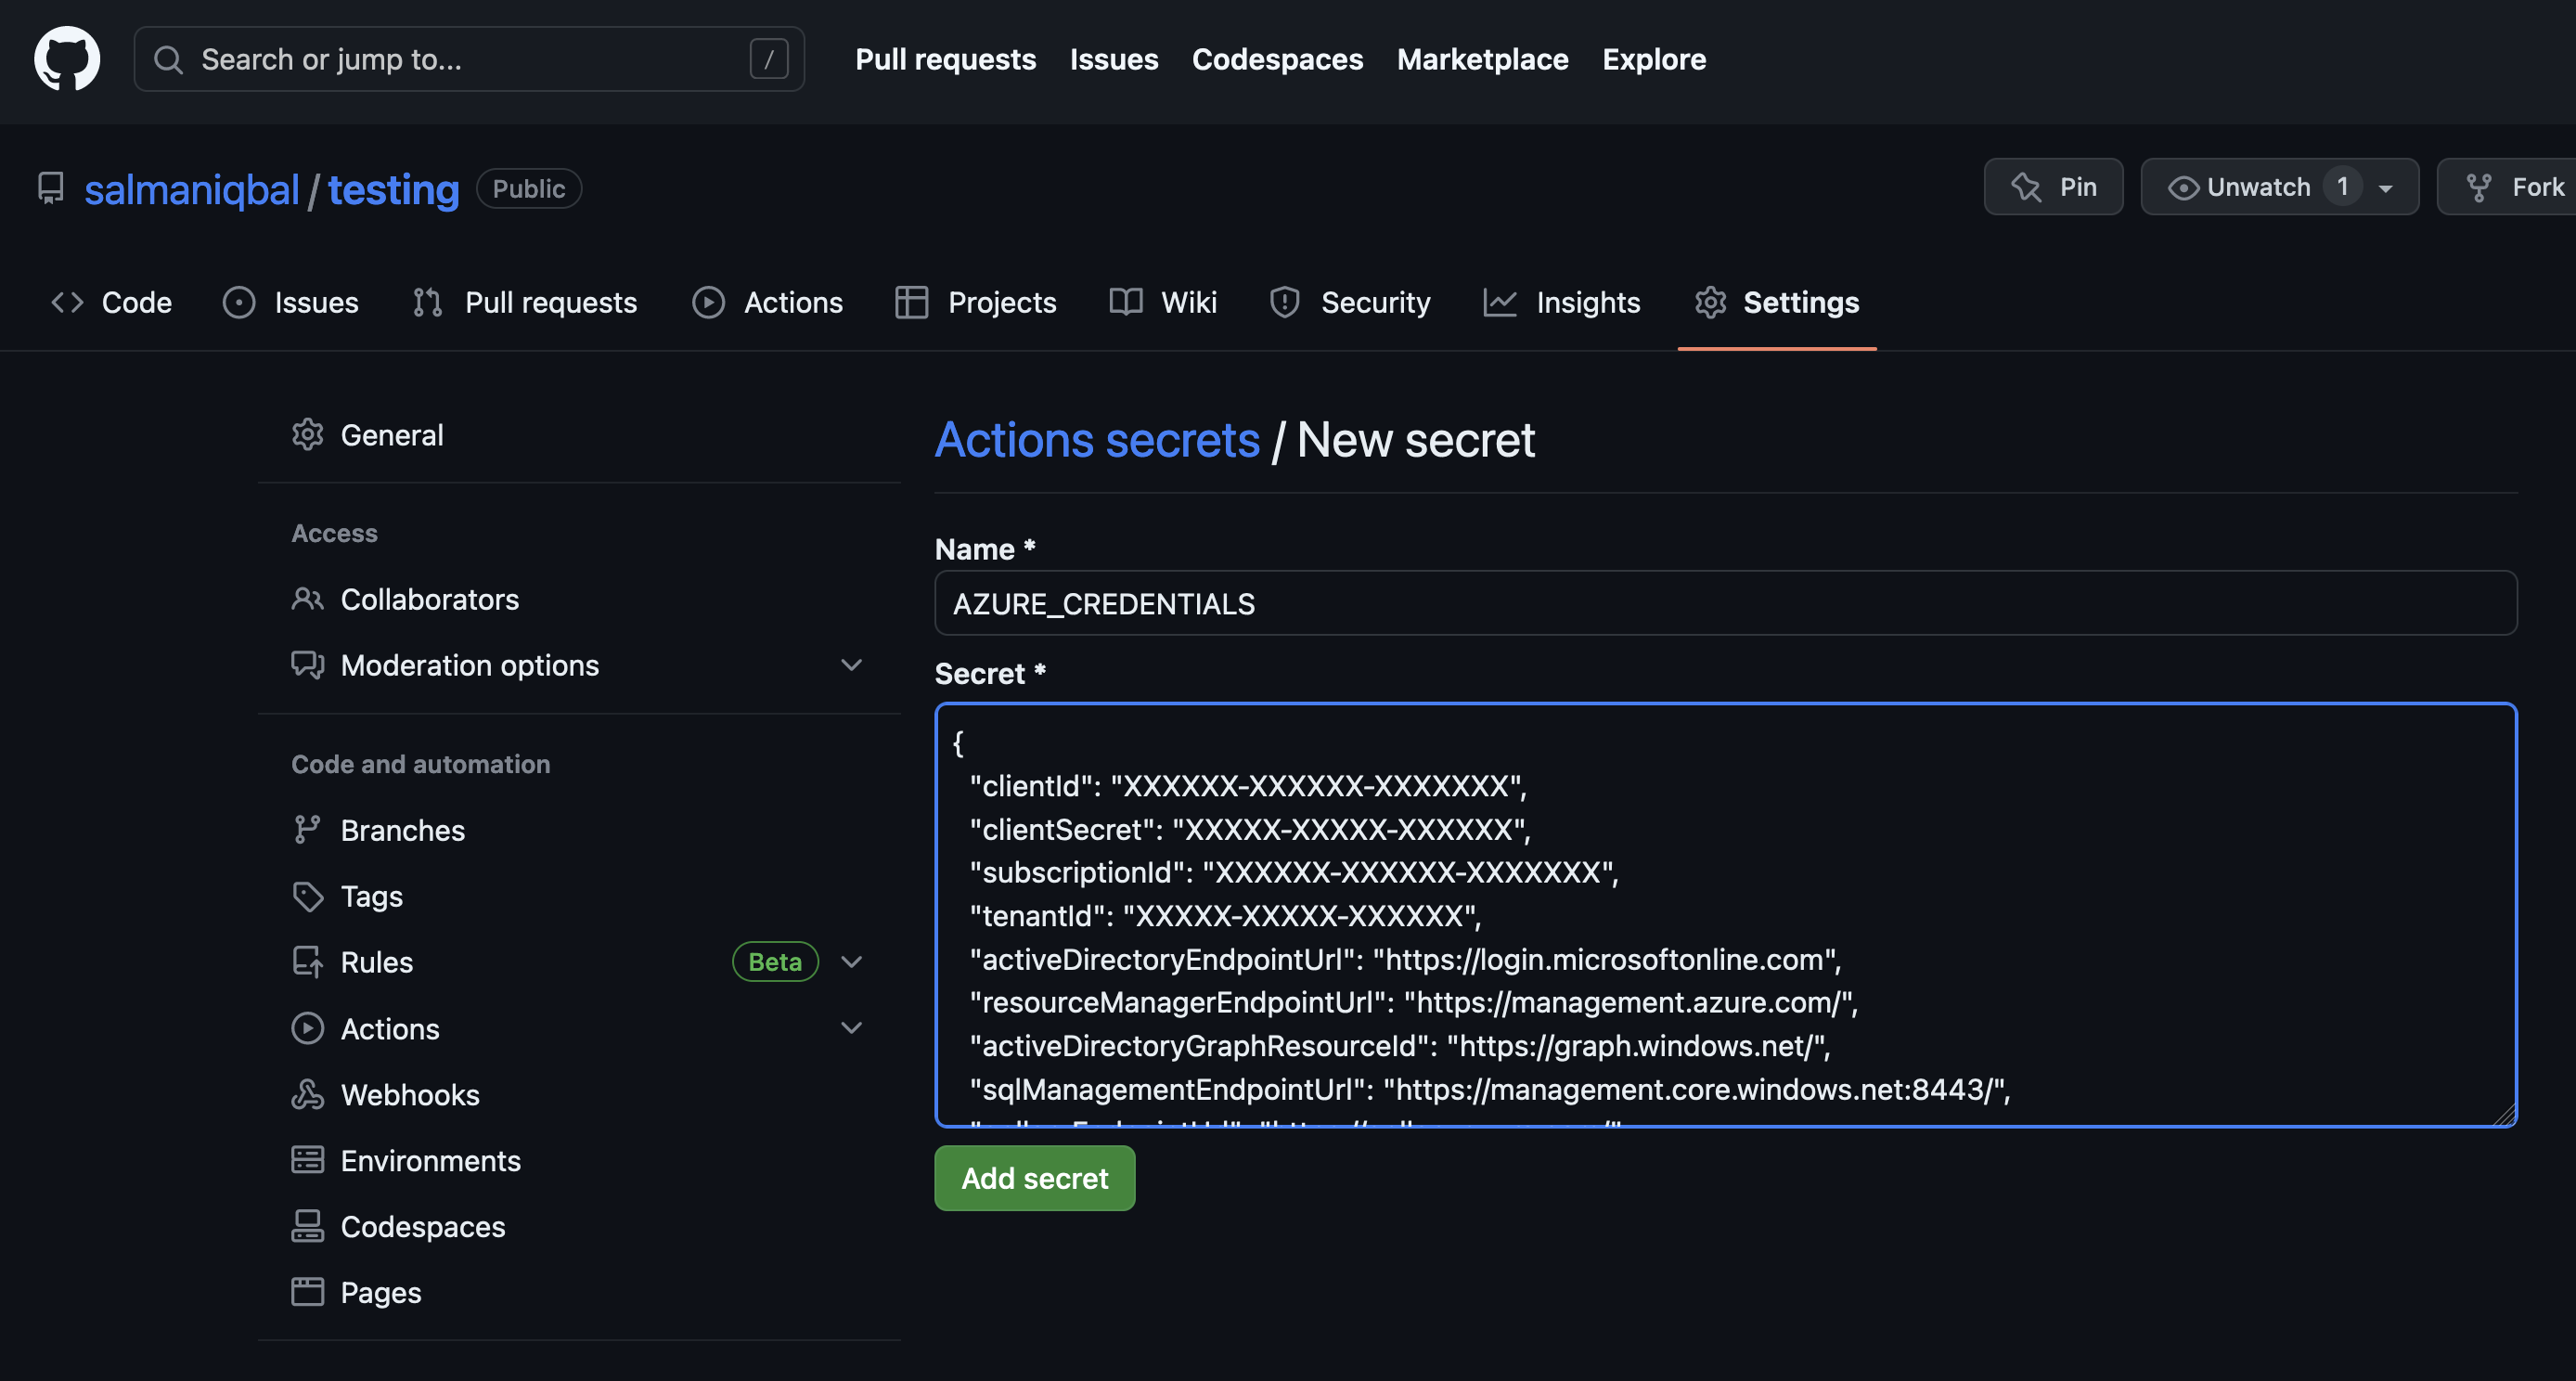 Search or jump to...
/
Pull requests
Issues
Codespaces
Marketplace
Explore
salmaniqbal / testing
Public
Pin
Unwatch 1
Fork
Code
Issues
Pull requests
Actions
Projects
Wiki
Security
Insights
Settings
General
Access
Collaborators
Moderation options
Code and automation
Branches
Tags
Rules
Beta
Actions
Webhooks
Environments
Codespaces
Pages
Actions secrets / New secret
Name *
AZURE_CREDENTIALS
Secret *
{
"clientId": "XXXXXX-XXXXXX-XXXXXXX",
"clientSecret": "XXXXX-XXXXX-XXXXXX",
"subscriptionId": "XXXXXX-XXXXXX-XXXXXXX",
"tenantId": "XXXXX-XXXXX-XXXXXX",
"activeDirectoryEndpointUrl": "https://login.microsoftonline.com",
"resourceManagerEndpointUrl": "https://management.azure.com/",
"activeDirectoryGraphResourceId": "https://graph.windows.net/",
"sqlManagementEndpointUrl": "https://management.core.windows.net:8443/",
Add secret